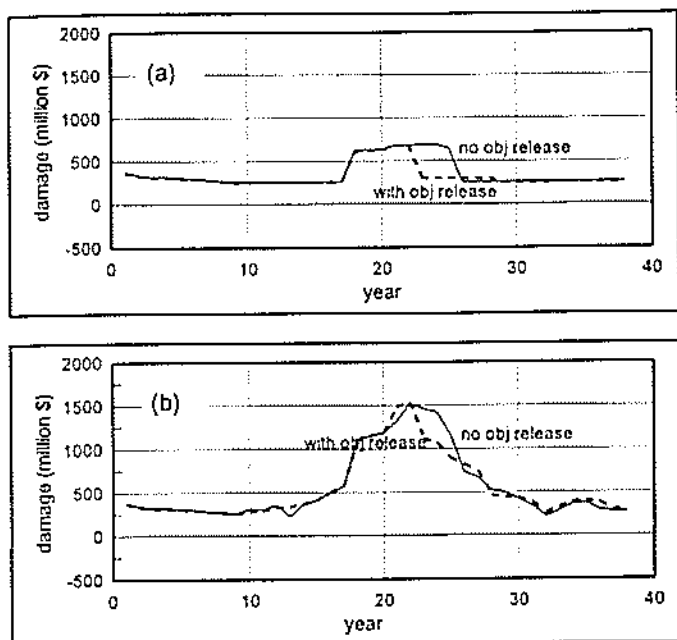 2000
(a)
1500
1000
no obj release
500
with obj release
0
-500
0
10
20
30
40
damage (million $)
year
2000
(b)
1500
with obj release
no obj release
1000
500
0
-500
0
10
20
30
40
damage (million $)
year